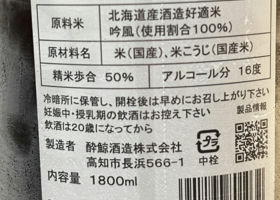 原料米 北海道産酒造好適米
吟風(使用割合100%)
原材料名 米(国産)、米こうじ(国産米)
精米歩合 50% アルコール分 16度
冷暗所に保管し、開栓後は早めにお召し上がり下さい
妊娠中・授乳期の飲酒はお控え下さい
飲酒は20歳になってから
製造者 酔鯨酒造株式会社
高知市長浜566-1
内容量 1800ml
プラ
中栓
製品情報